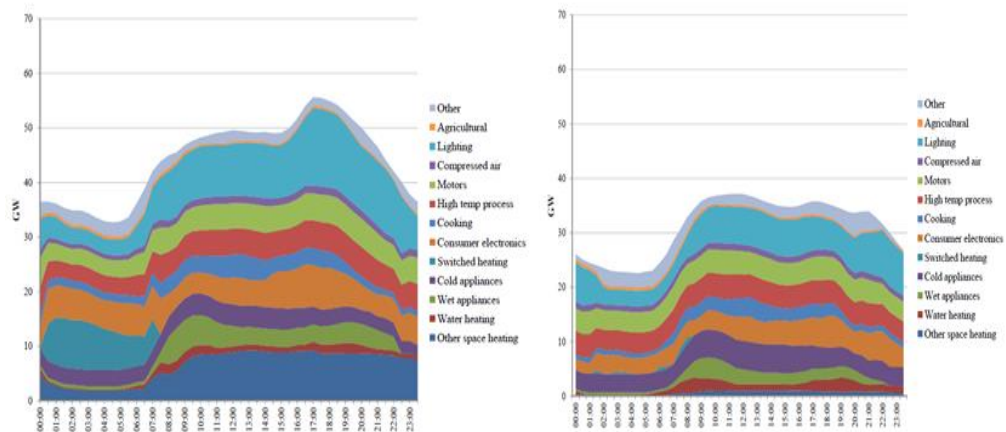 70
60
50
40
30
20
10
0
GW
00:00
01:00
02:00
03:00
04:00
05:00
06:00
07:00
08:00
09:00
10:00
11:00
12:00
13:00
14:00
15:00
16:00
17:00
18:00
19:00
20:00
21:00
22:00
23:00
Other
Agricultural
Lighting
Compressed air
Motors
High temp process
Cooking
Consumer electronics
Switched heating
Cold appliances
Wet appliances
Water heating
Other space heating
70
60
50
40
30
20
10
0
GW
00:00
01:00
02:00
03:00
04:00
05:00
06:00
07:00
08:00
09:00
10:00
11:00
12:00
13:00
14:00
15:00
16:00
17:00
18:00
19:00
20:00
21:00
22:00
23:00
Other
Agricultural
Lighting
Compressed air
Motors
High temp process
Cooking
Consumer electronics
Switched heating
Cold appliances
Wet appliances
Water heating
Other space heating